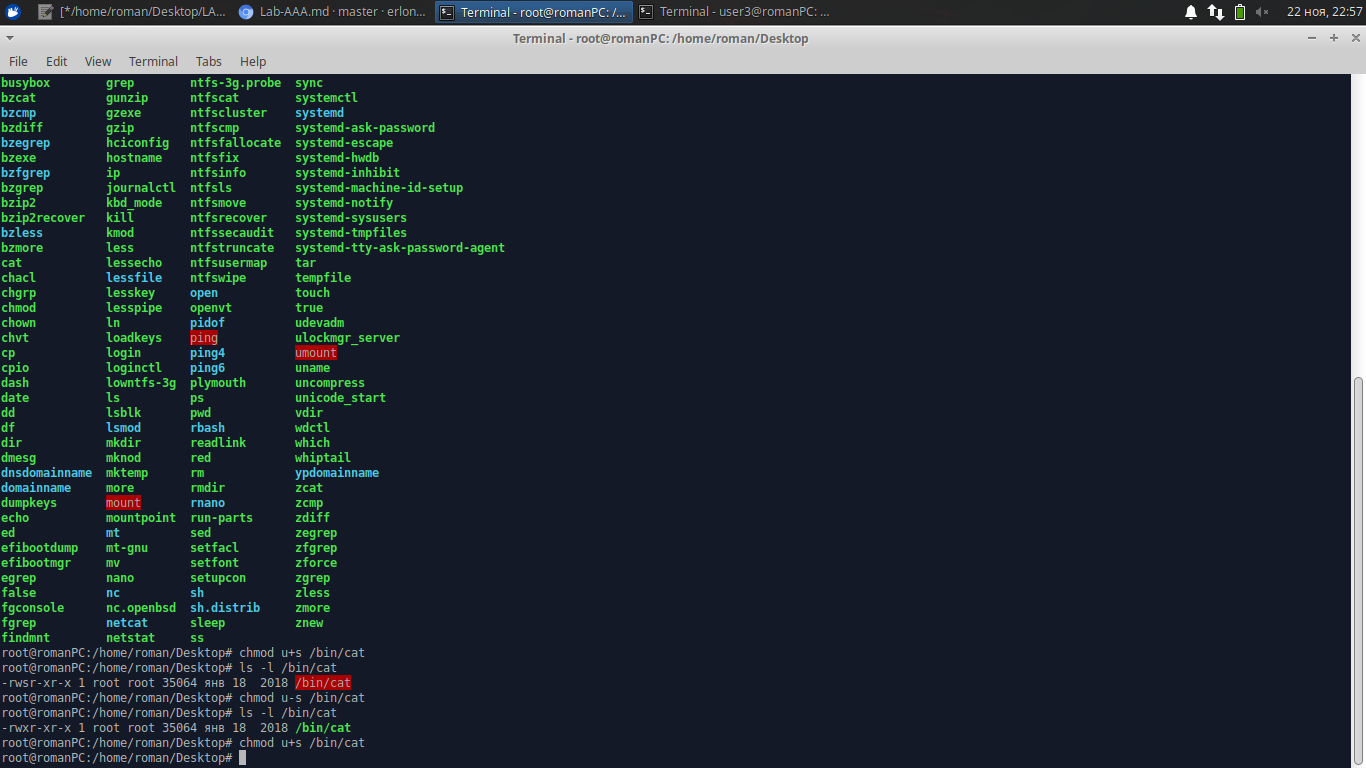 [*/home/roman/Desktop/LA... Lab-AAA.md · master · erlon... Terminal - root@romanPC: /... Terminal - user3@romanPC: ... 22 ноя, 22:57
Terminal - root@romanPC: /home/roman/Desktop
File Edit View Terminal Tabs Help
busybox grep ntfs-3g.probe sync
bzcat gunzip ntfscat systemctl
bzcmp gzexe ntfscluster systemd
bzdiff gzip ntfscmp systemd-ask-password
bzegrep hciconfig ntfsfallocate systemd-escape
bzexe hostname ntfsfix systemd-hwdb
bzfgrep ip ntfsinfo systemd-inhibit
bzgrep journalctl ntfsls systemd-machine-id-setup
bzip2 kbd_mode ntfsmove systemd-notify
bzip2recover kill ntfsrecover systemd-sysusers
bzless kmod ntfssecaudit systemd-tmpfiles
bzmore less ntfstruncate systemd-tty-ask-password-agent
cat lessecho ntfsusermap tar
chacl lessfile ntfswipe tempfile
chgrp lesskey open touch
chmod lesspipe openvt true
chown ln pidof udevadm
chvt loadkeys ping ulockmgr_server
cp login ping4 umount
cpio loginctl ping6 uname
dash lowntfs-3g plymouth uncompress
date ls ps unicode_start
dd lsblk pwd vdir
df lsmod rbash wdctl
dir mkdir readlink which
dmesg mknod red whiptail
dnsdomainname mktemp rm ypdomainname
domainname more rmdir zcat
dumpkeys mount rnano zcmp
echo mountpoint run-parts zdiff
ed mt sed zegrep
efibootdump mt-gnu setfacl zfgrep
efibootmgr mv setfont zforce
egrep nano setupcon zgrep
false nc sh zless
fgconsole nc.openbsd sh.distrib zmore
fgrep netcat sleep znew
findmnt netstat ss
root@romanPC:/home/roman/Desktop# chmod u+s /bin/cat
root@romanPC:/home/roman/Desktop# ls -l /bin/cat
-rwsr-xr-x 1 root root 35064 янв 18  2018 /bin/cat
root@romanPC:/home/roman/Desktop# chmod u-s /bin/cat
root@romanPC:/home/roman/Desktop# ls -l /bin/cat
-rwxr-xr-x 1 root root 35064 янв 18  2018 /bin/cat
root@romanPC:/home/roman/Desktop# chmod u+s /bin/cat
root@romanPC:/home/roman/Desktop#